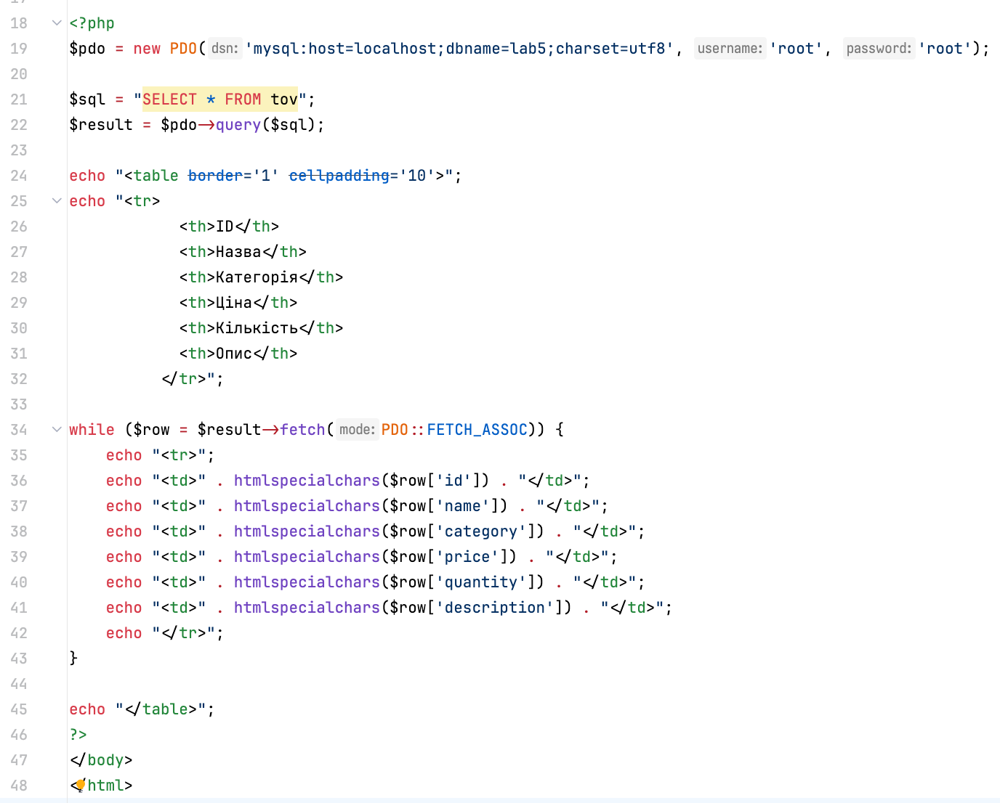 18 <?php
19 $pdo = new PDO( dsn: 'mysql:host=localhost;dbname=lab5;charset=utf8', username: 'root', password: 'root');
20
21 $sql = "SELECT * FROM tov";
22 $result = $pdo->query($sql);
23
24 echo "<table border='1' cellpadding='10'>";
25 echo "<tr>
26             <th>ID</th>
27             <th>Назва</th>
28             <th>Категорія</th>
29             <th>Ціна</th>
30             <th>Кількість</th>
31             <th>Опис</th>
32           </tr>";
33
34 while ($row = $result->fetch( mode: PDO::FETCH_ASSOC)) {
35     echo "<tr>";
36     echo "<td>" . htmlspecialchars($row['id']) . "</td>";
37     echo "<td>" . htmlspecialchars($row['name']) . "</td>";
38     echo "<td>" . htmlspecialchars($row['category']) . "</td>";
39     echo "<td>" . htmlspecialchars($row['price']) . "</td>";
40     echo "<td>" . htmlspecialchars($row['quantity']) . "</td>";
41     echo "<td>" . htmlspecialchars($row['description']) . "</td>";
42     echo "</tr>";
43 }
44
45 echo "</table>";
46 ?>
47 </body>
48 </html>